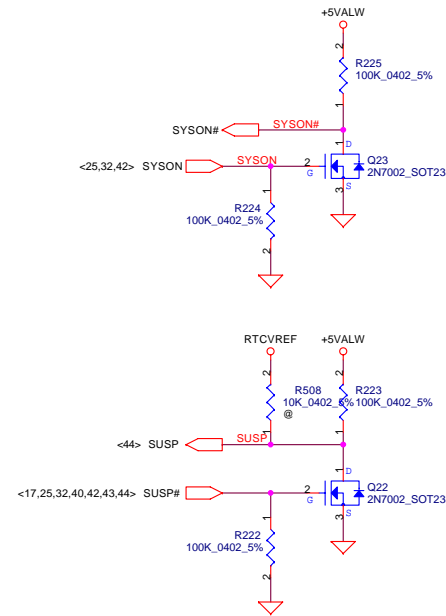 +5VALW
2
R225
100K_0402_5%
1
SYSON#
SYSON#
1
D
<25,32,42> SYSON
SYSON
2
G
Q23
2N7002_SOT23
S
3
1
R224
100K_0402_5%
2
RTCVREF
+5VALW
2
2
R508
10K_0402_5%
@
R223
100K_0402_5%
1
1
<44> SUSP
SUSP
1
D
<17,25,32,40,42,43,44> SUSP#
2
G
Q22
2N7002_SOT23
S
3
1
R222
100K_0402_5%
2